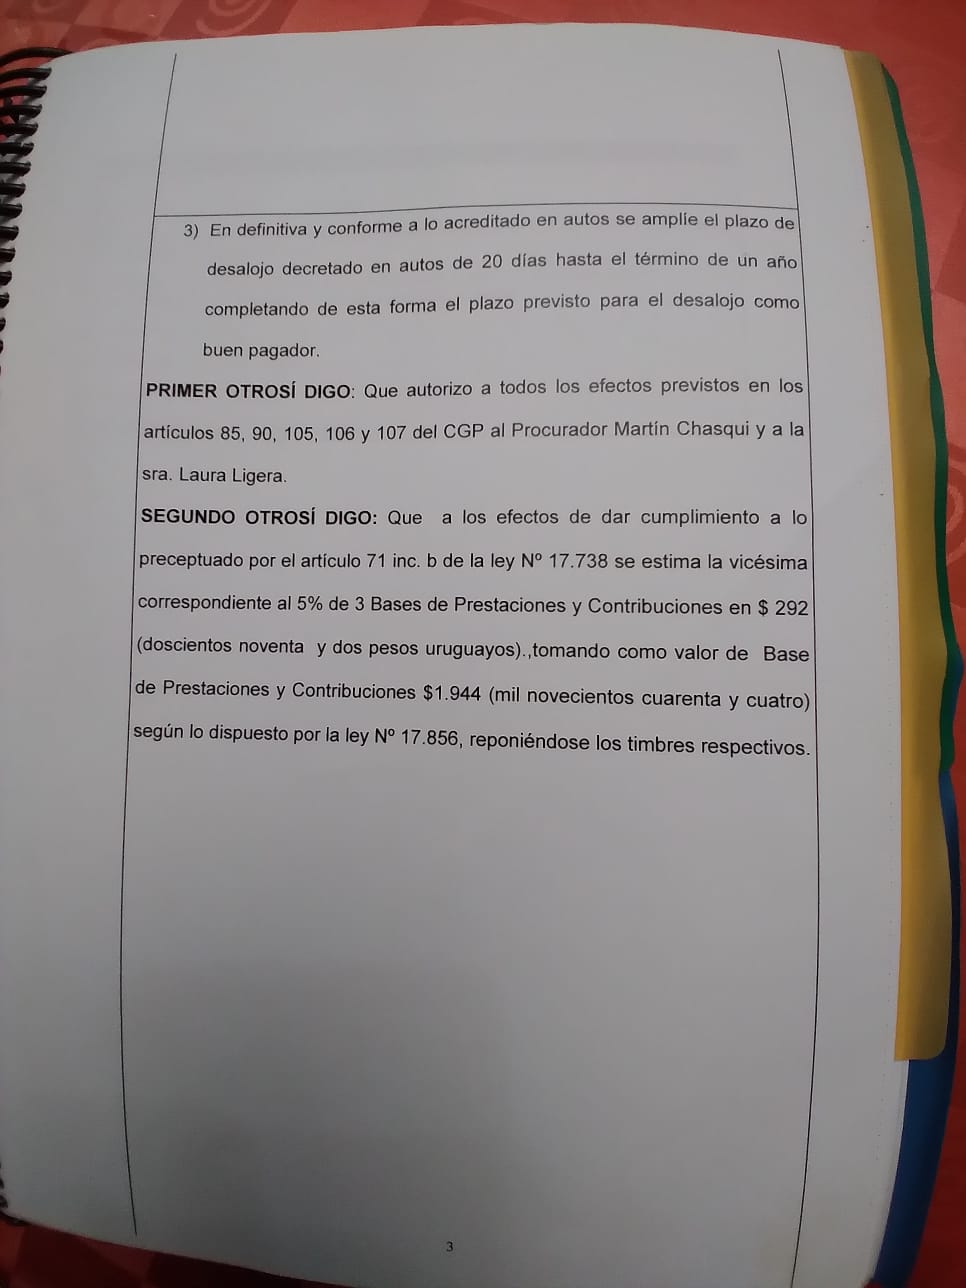 3) En definitiva y conforme a lo acreditado en autos se amplíe el plazo de
desalojo decretado en autos de 20 días hasta el término de un año
completando de esta forma el plazo previsto para el desalojo como
buen pagador.
PRIMER OTROSÍ DIGO: Que autorizo a todos los efectos previstos en los
artículos 85, 90, 105, 106 y 107 del CGP al Procurador Martín Chasqui y a la
sra. Laura Ligera.
SEGUNDO OTROSÍ DIGO: Que a los efectos de dar cumplimiento a lo
preceptuado por el artículo 71 inc. b de la ley Nº 17.738 se estima la vicésima
correspondiente al 5% de 3 Bases de Prestaciones y Contribuciones en $ 292
(doscientos noventa y dos pesos uruguayos).,tomando como valor de Base
de Prestaciones y Contribuciones $1.944 (mil novecientos cuarenta y cuatro)
según lo dispuesto por la ley Nº 17.856, reponiéndose los timbres respectivos.
3